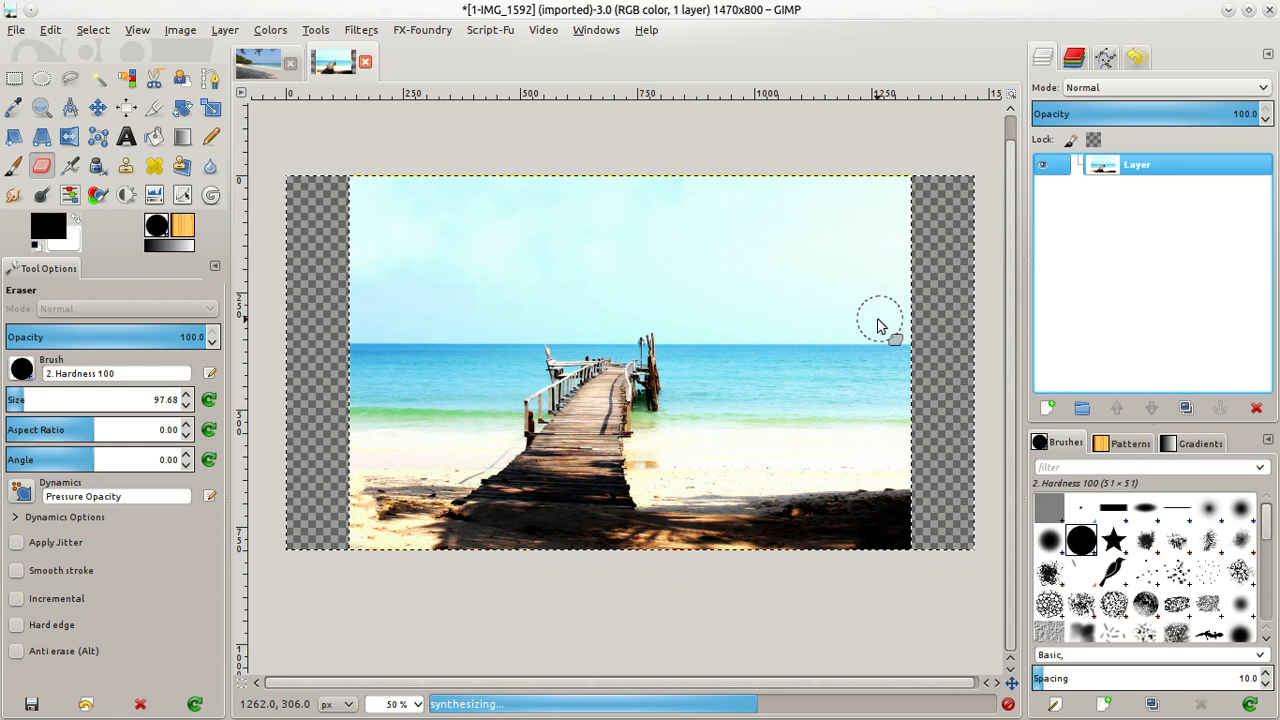 *[1-IMG_1592] (imported)-3.0 (RGB color, 1 layer) 1470x800 – GIMP
File Edit Select View Image Layer Colors Tools Filters FX-Foundry Script-Fu Video Windows Help
0 250 500 750 1000 1250 15
Mode: Normal
Opacity 100.0
Lock:
Layer
0
250
500
750
Tool Options
Eraser
Mode: Normal
Opacity 100.0
Brush
2. Hardness 100
Size 97.68
Aspect Ratio 0.00
Angle 0.00
Dynamics
Pressure Opacity
Dynamics Options
Apply Jitter
Smooth stroke
Incremental
Hard edge
Anti erase (Alt)
Brushes Patterns Gradients
filter
2. Hardness 100 (51 × 51)
Basic,
Spacing 10.0
1262.0, 306.0 px 50 % synthesizing...